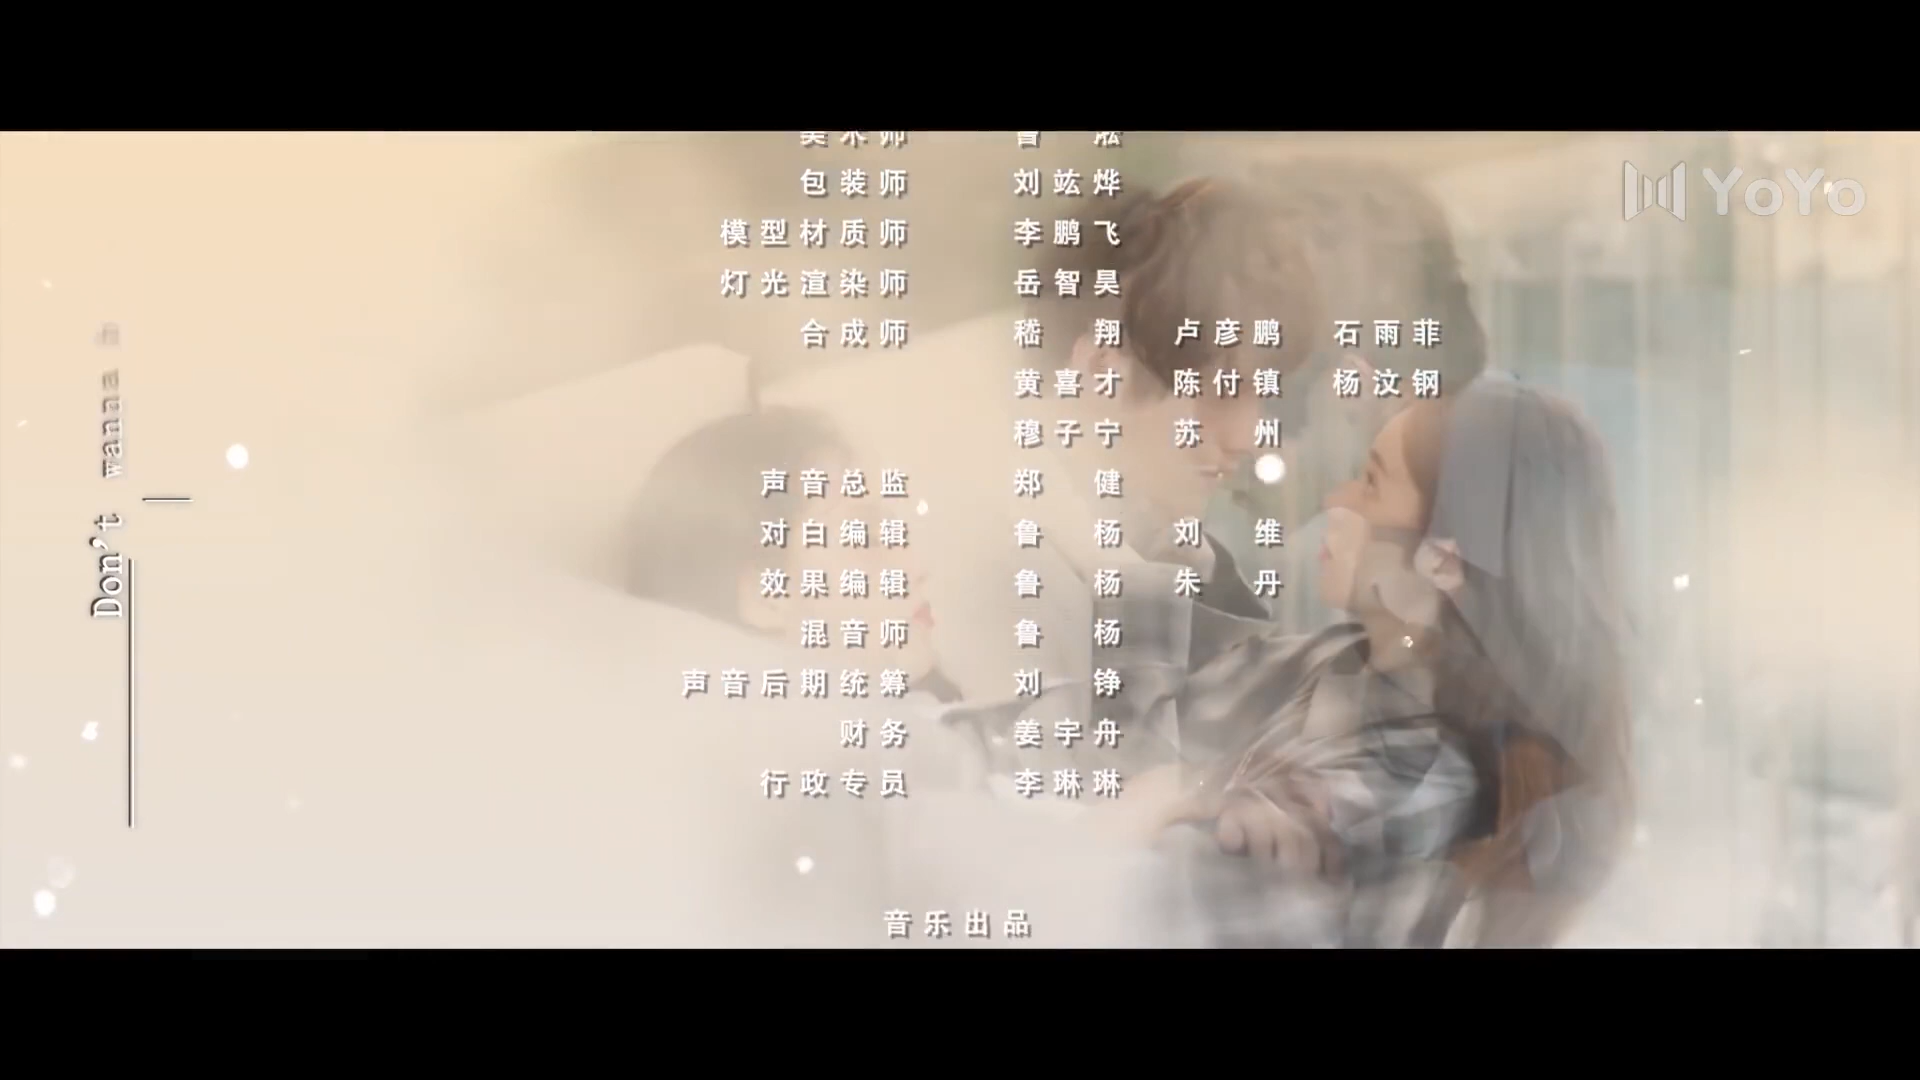 美术师 曾淞
包装师 刘竑烨
模型材质师 李鹏飞
灯光渲染师 岳智昊
合成师 嵇翔 卢彦鹏 石雨菲
黄喜才 陈付镇 杨汶钢
穆子宁 苏州
声音总监 郑健
对白编辑 鲁杨 刘维
效果编辑 鲁杨 朱丹
混音师 鲁杨
声音后期统筹 刘铮
财务 姜宇舟
行政专员 李琳琳
音乐出品
Don't wanna
YoYo